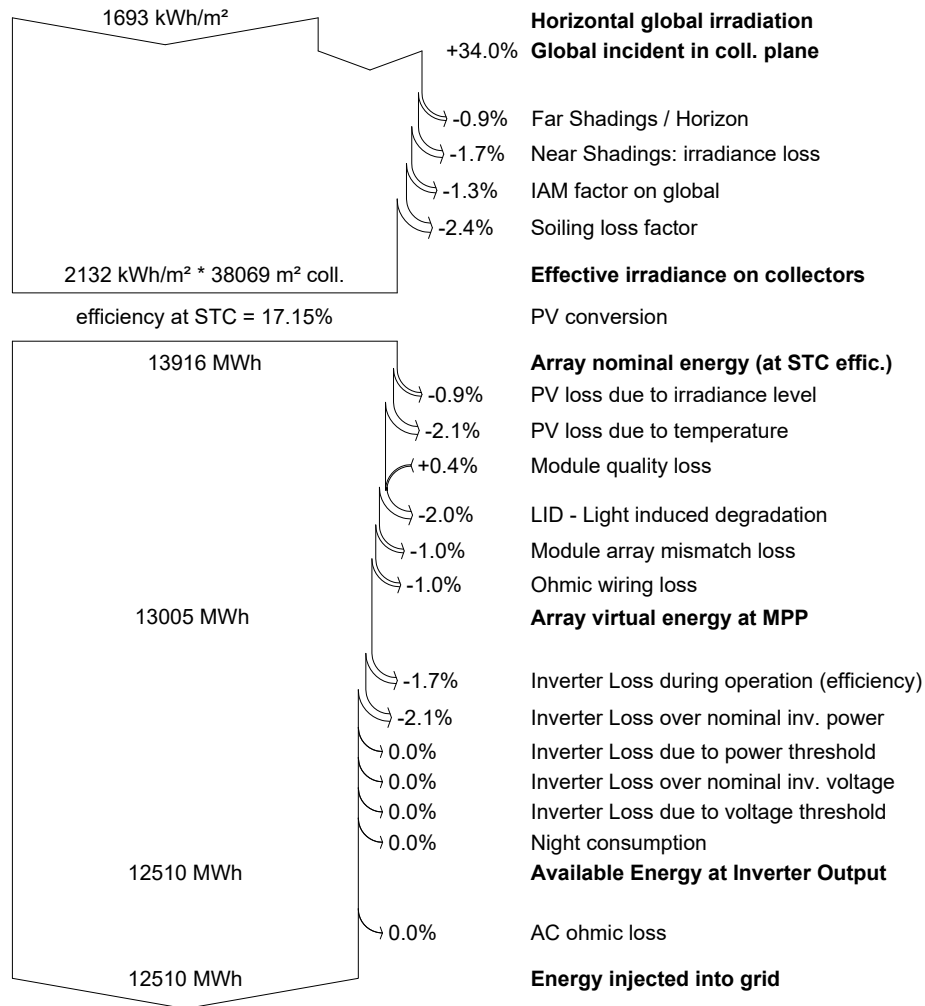 1693 kWh/m² Horizontal global irradiation
+34.0% Global incident in coll. plane
-0.9% Far Shadings / Horizon
-1.7% Near Shadings: irradiance loss
-1.3% IAM factor on global
-2.4% Soiling loss factor
2132 kWh/m² * 38069 m² coll. Effective irradiance on collectors
efficiency at STC = 17.15% PV conversion
13916 MWh Array nominal energy (at STC effic.)
-0.9% PV loss due to irradiance level
-2.1% PV loss due to temperature
+0.4% Module quality loss
-2.0% LID - Light induced degradation
-1.0% Module array mismatch loss
-1.0% Ohmic wiring loss
13005 MWh Array virtual energy at MPP
-1.7% Inverter Loss during operation (efficiency)
-2.1% Inverter Loss over nominal inv. power
0.0% Inverter Loss due to power threshold
0.0% Inverter Loss over nominal inv. voltage
0.0% Inverter Loss due to voltage threshold
0.0% Night consumption
12510 MWh Available Energy at Inverter Output
0.0% AC ohmic loss
12510 MWh Energy injected into grid